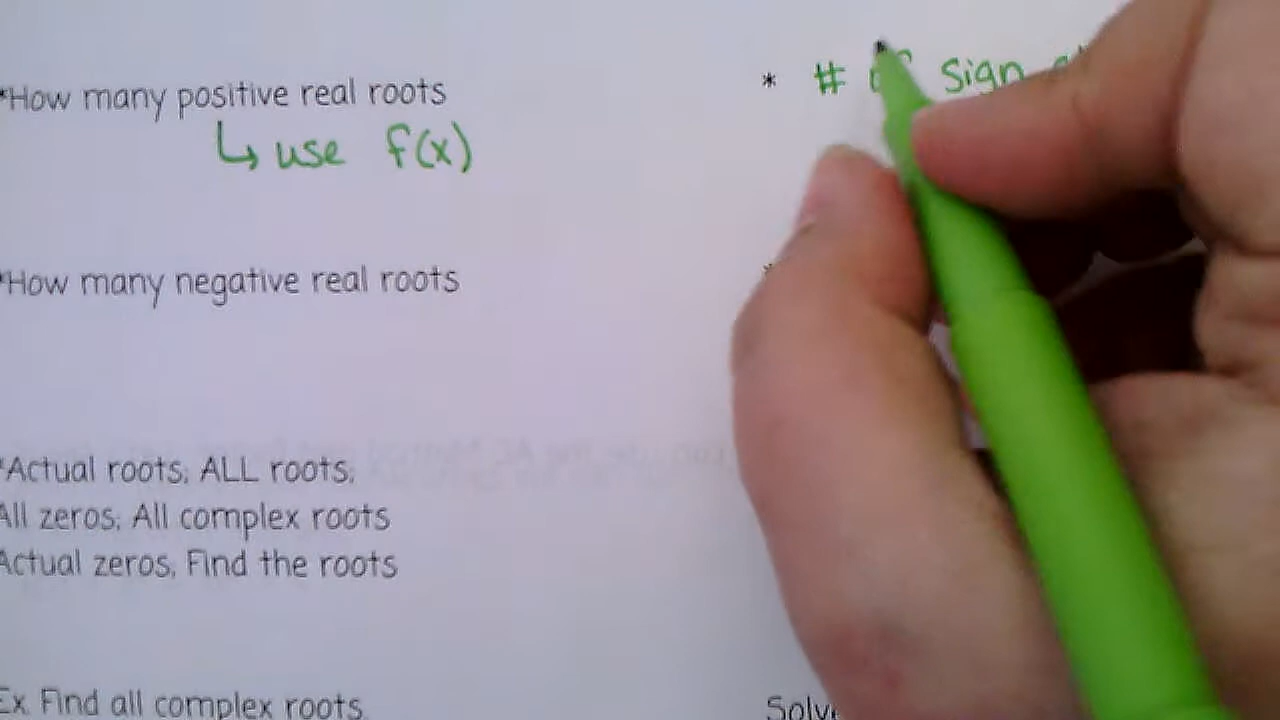 *How many positive real roots
↳ use f(x)
* # of sign
*How many negative real roots
*
*Actual roots; ALL roots;
All zeros; All complex roots
Actual zeros; Find the roots
Ex. Find all complex roots.